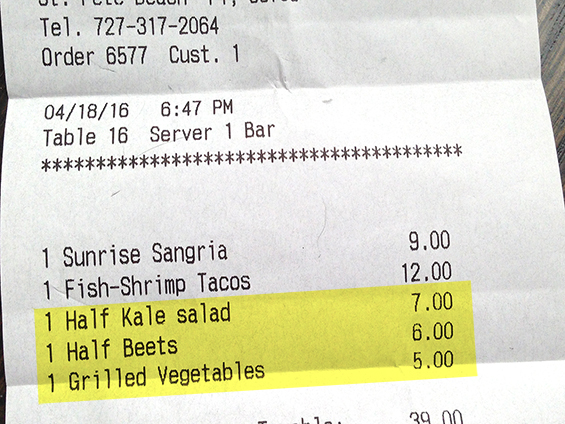 Tel. 727-317-2064
Order 6577 Cust. 1
04/18/16 6:47 PM
Table 16 Server 1 Bar
***************************************
1 Sunrise Sangria 9.00
1 Fish-Shrimp Tacos 12.00
1 Half Kale salad 7.00
1 Half Beets 6.00
1 Grilled Vegetables 5.00
39.00